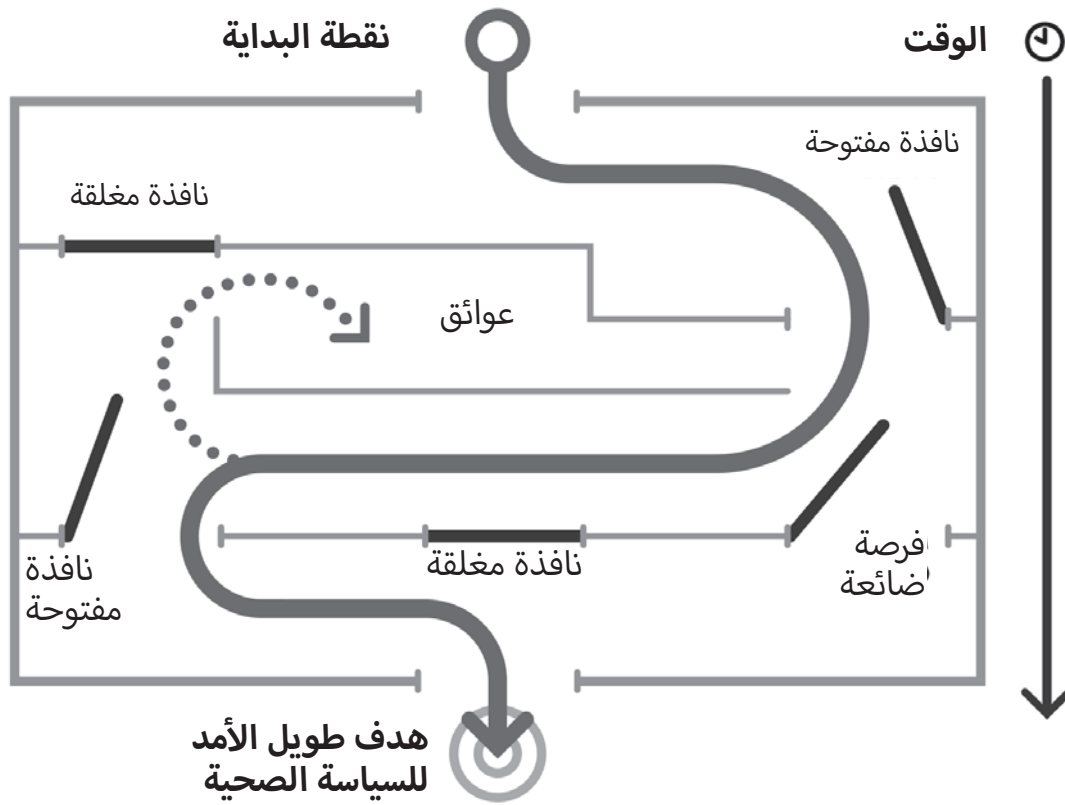 الوقت
نقطة البداية
نافذة مفتوحة
نافذة مغلقة
عوائق
فرصة
ضائعة
نافذة مغلقة
نافذة
مفتوحة
هدف طويل الأمد
للسياسة الصحية